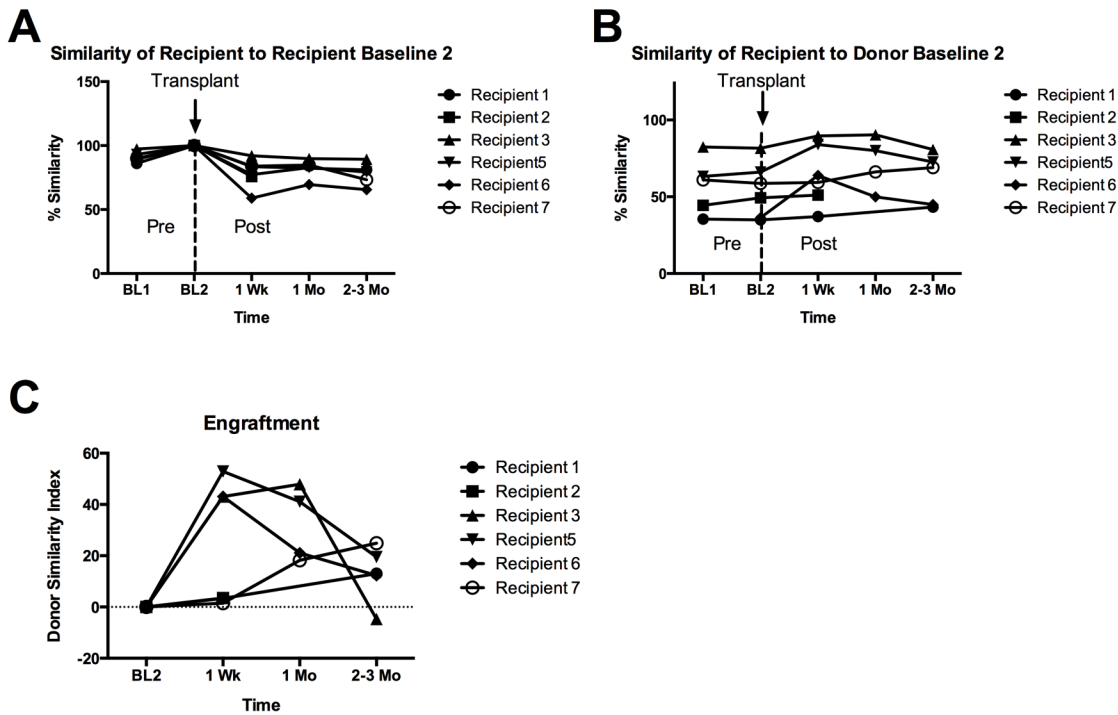 A
Similarity of Recipient to Recipient Baseline 2
Transplant
150
100
50
0
% Similarity
Pre
Post
BL1 BL2 1 Wk 1 Mo 2-3 Mo
Time
Recipient 1
Recipient 2
Recipient 3
Recipient5
Recipient 6
Recipient 7
B
Similarity of Recipient to Donor Baseline 2
Transplant
100
50
0
% Similarity
Pre
Post
BL1 BL2 1 Wk 1 Mo 2-3 Mo
Time
Recipient 1
Recipient 2
Recipient 3
Recipient5
Recipient 6
Recipient 7
C
Engraftment
60
40
20
0
-20
Donor Similarity Index
BL2 1 Wk 1 Mo 2-3 Mo
Time
Recipient 1
Recipient 2
Recipient 3
Recipient5
Recipient 6
Recipient 7